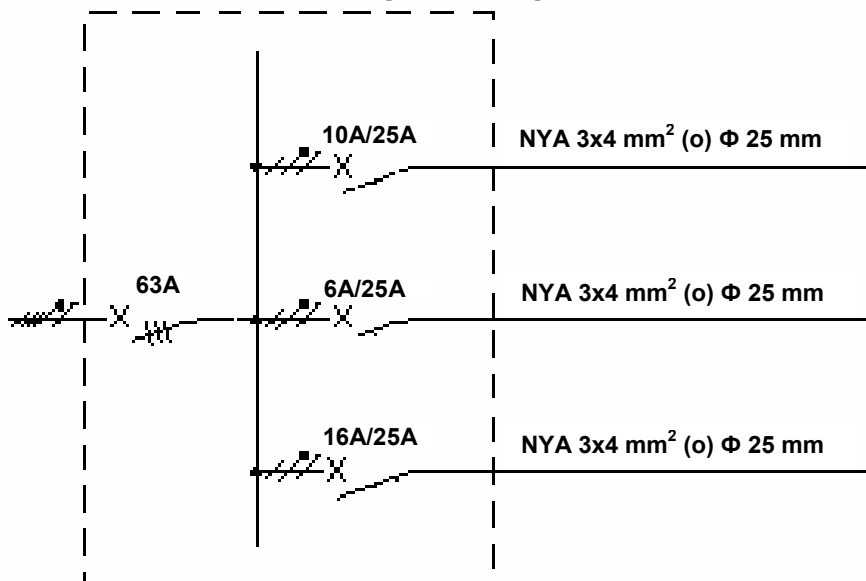 10A/25A NYA 3x4 mm² (o) Φ 25 mm
63A 6A/25A NYA 3x4 mm² (o) Φ 25 mm
16A/25A NYA 3x4 mm² (o) Φ 25 mm